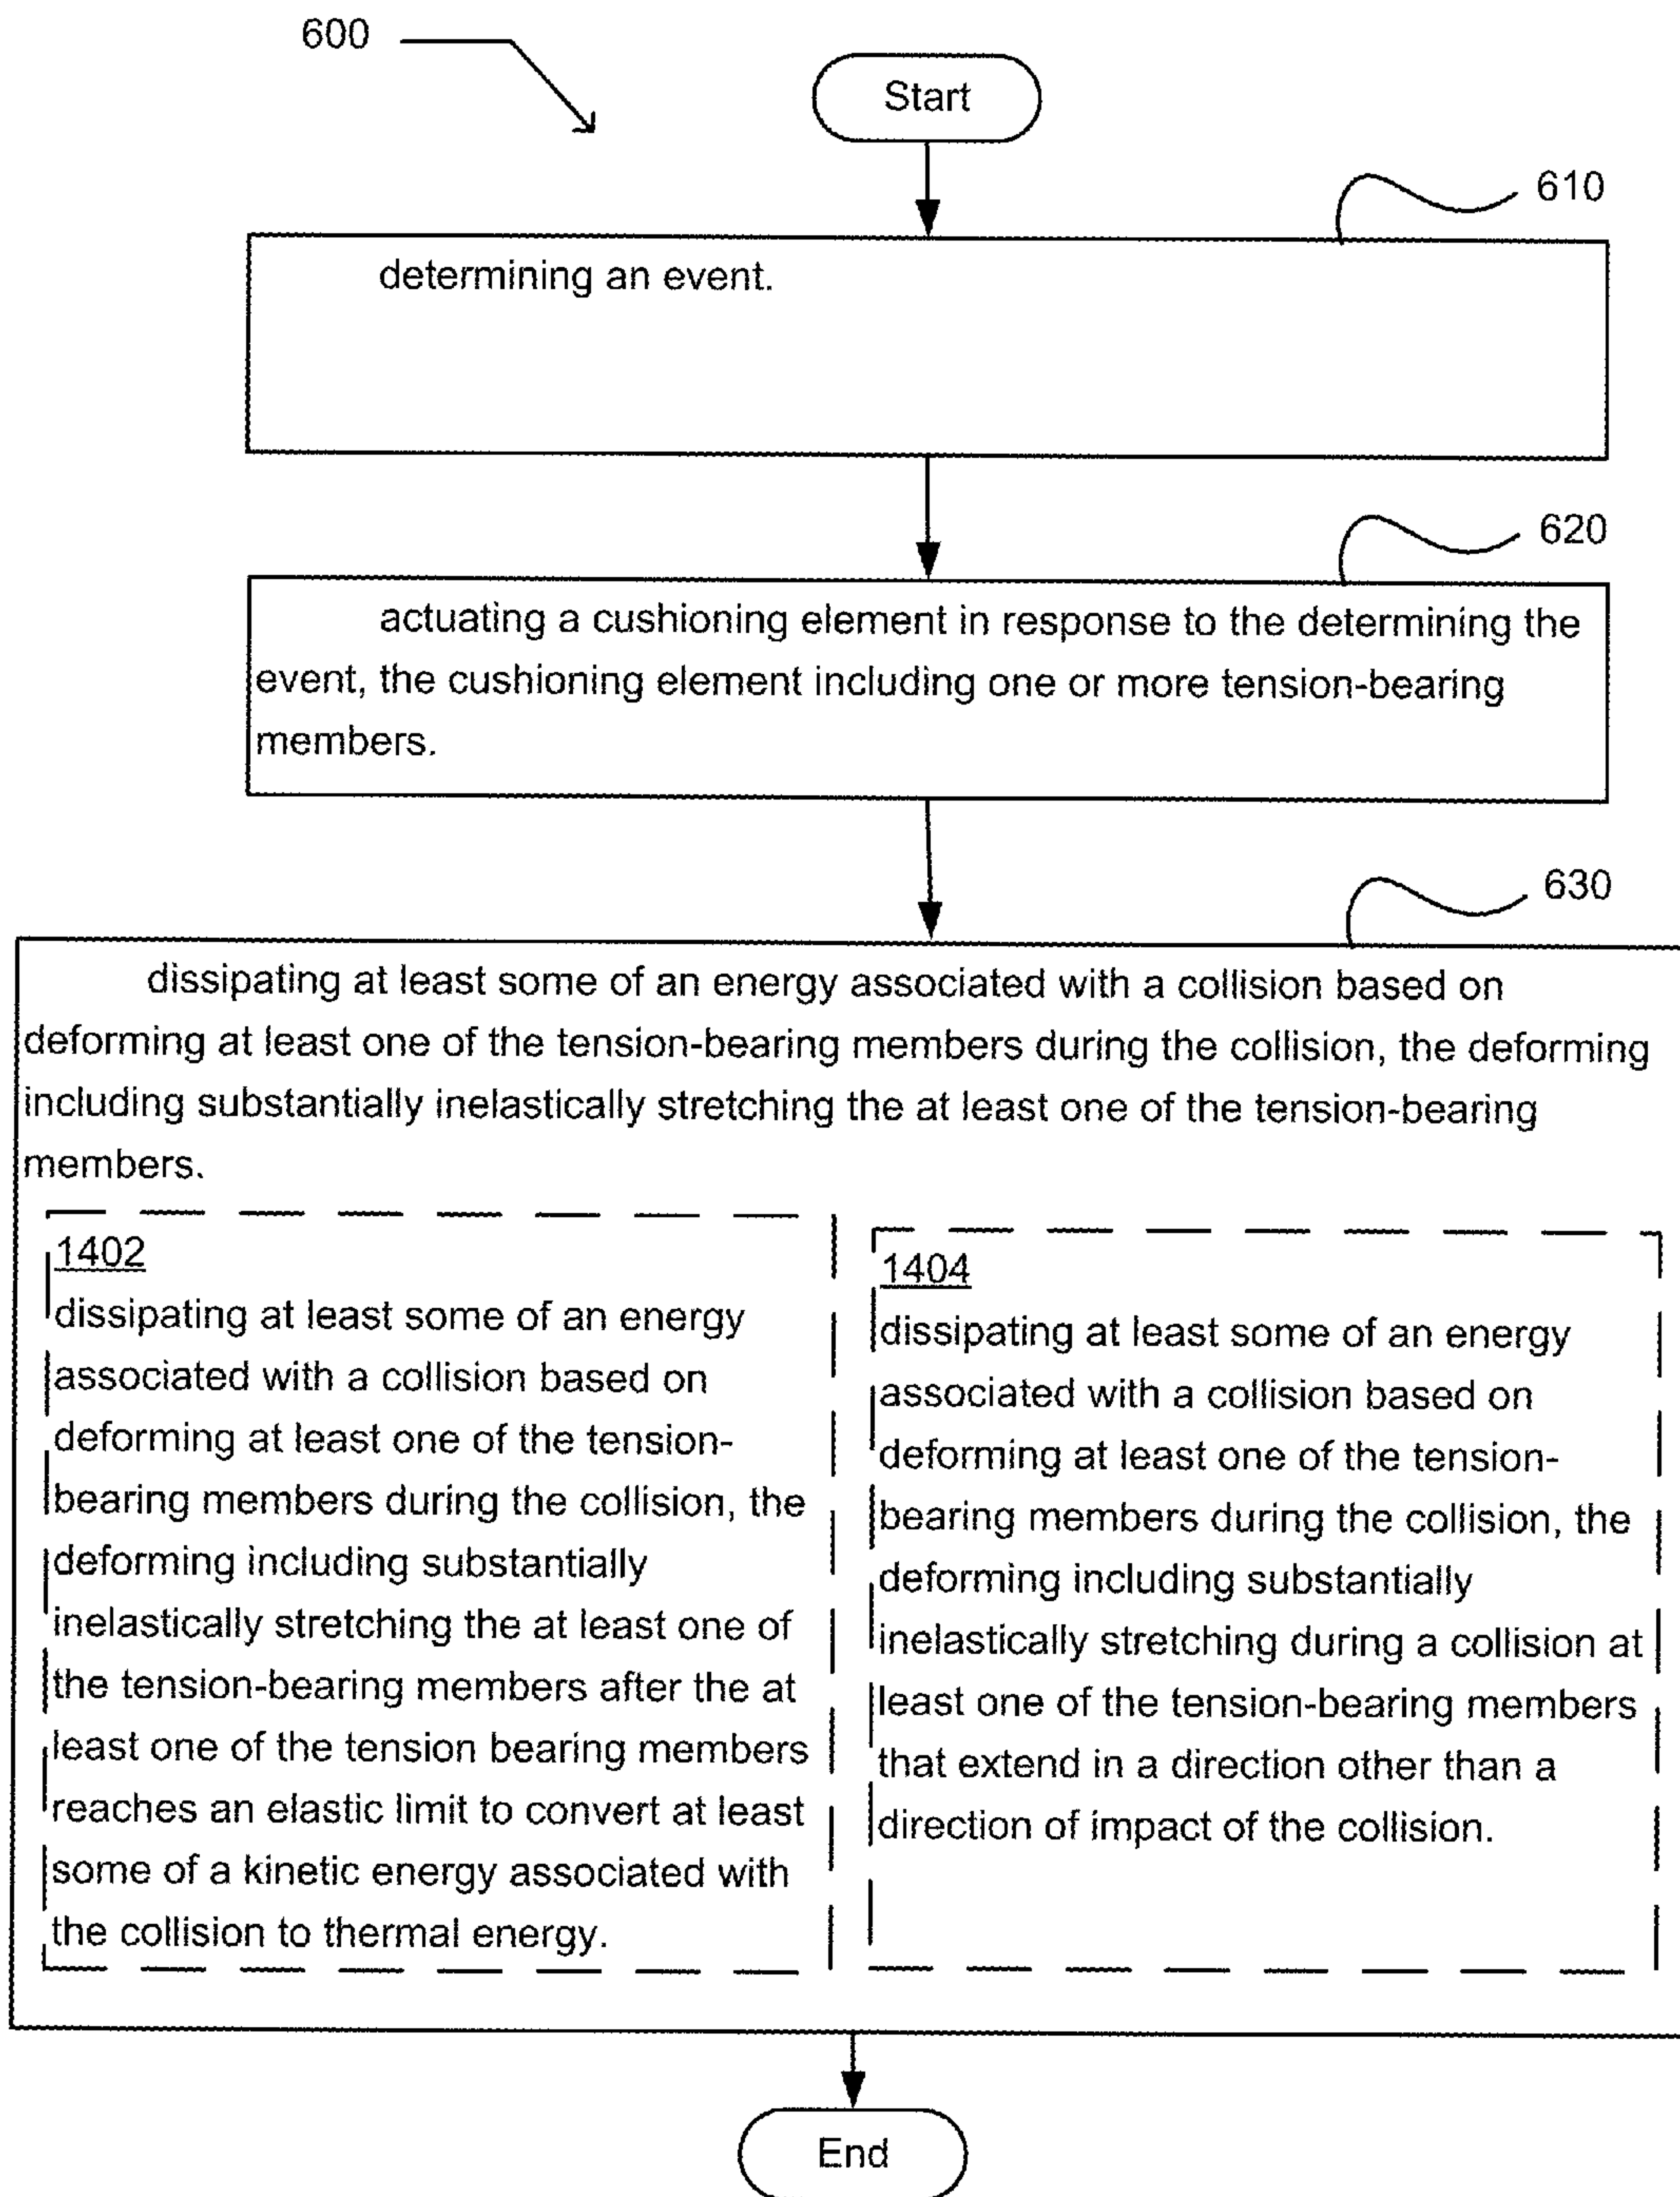 600
Start
610
determining an event.
620
actuating a cushioning element in response to the determining the
event, the cushioning element including one or more tension-bearing
members.
630
dissipating at least some of an energy associated with a collision based on
deforming at least one of the tension-bearing members during the collision, the deforming
including substantially inelastically stretching the at least one of the tension-bearing
members.
1402
dissipating at least some of an energy
associated with a collision based on
deforming at least one of the tension-
bearing members during the collision, the
deforming including substantially
inelastically stretching the at least one of
the tension-bearing members after the at
least one of the tension bearing members
reaches an elastic limit to convert at least
some of a kinetic energy associated with
the collision to thermal energy.
1404
dissipating at least some of an energy
associated with a collision based on
deforming at least one of the tension-
bearing members during the collision, the
deforming including substantially
inelastically stretching during a collision at
least one of the tension-bearing members
that extend in a direction other than a
direction of impact of the collision.
End